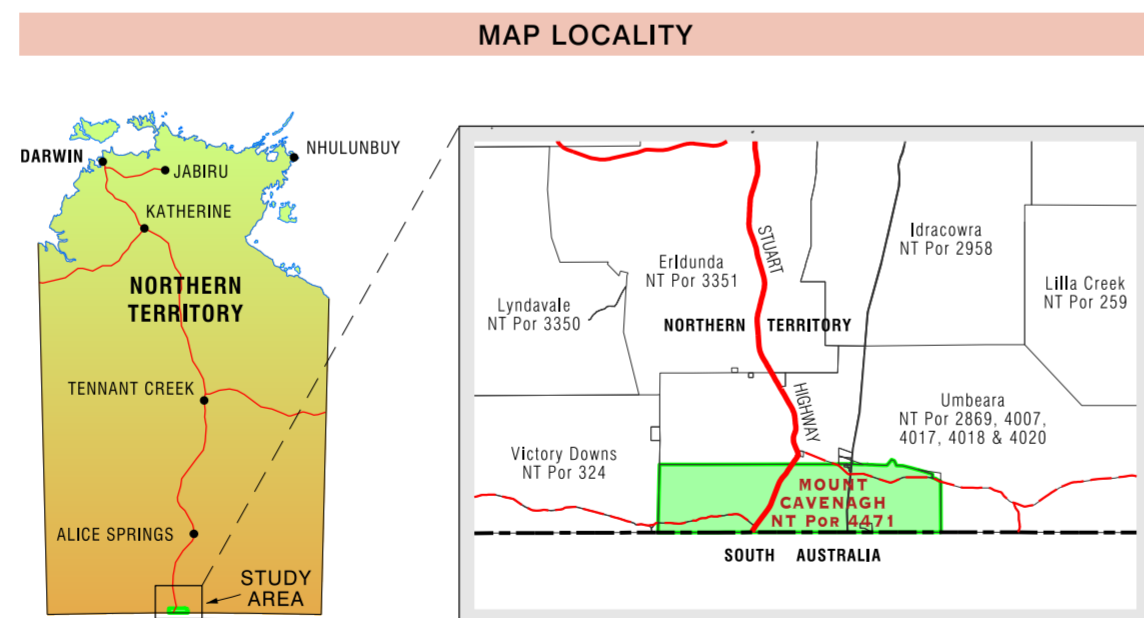 MAP LOCALITY
DARWIN
NHULUNBUY
JABIRU
KATHERINE
NORTHERN
TERRITORY
TENNANT CREEK
ALICE SPRINGS
STUDY
AREA
Lyndavale
NT Por 3350
Erldunda
NT Por 3351
STUART
Idracowra
NT Por 2958
Lilla Creek
NT Por 259
NORTHERN TERRITORY
HIGHWAY
Umbeara
NT Por 2869, 4007,
4017, 4018 & 4020
Victory Downs
NT Por 324
MOUNT
CAVENAGH
NT Por 4471
SOUTH AUSTRALIA